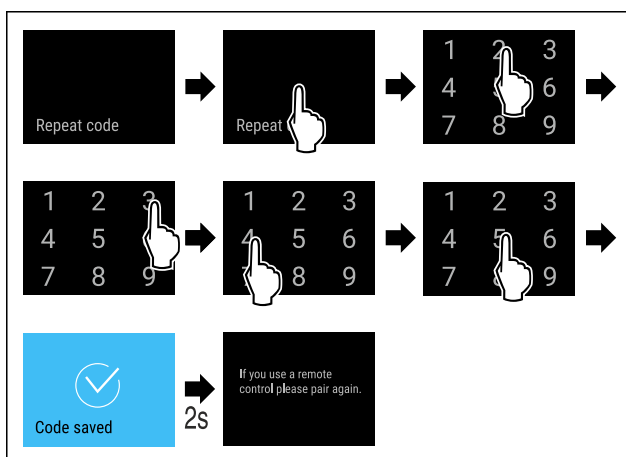 Repeat code
Repeat
1 2 3
4 6
7 8 9
1 2 3
4 5
7 8 9
1 2 3
4 5 6
8 9
1 2 3
4 5 6
7 9
Code saved
2s
If you use a remote
control please pair again.